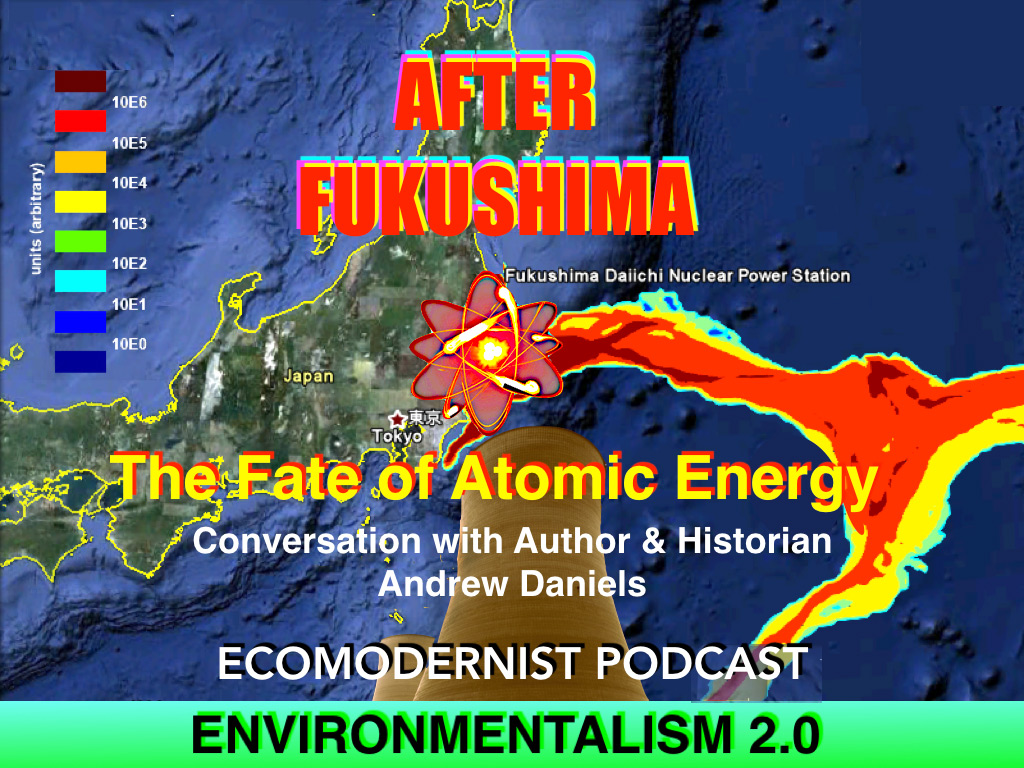 AFTER
FUKUSHIMA
10E6
10E5
10E4
10E3
10E2
10E1
10E0
units (arbitrary)
Fukushima Daiichi Nuclear Power Station
Japan
東京
Tokyo
The Fate of Atomic Energy
Conversation with Author & Historian
Andrew Daniels
ECOMODERNIST PODCAST
ENVIRONMENTALISM 2.0